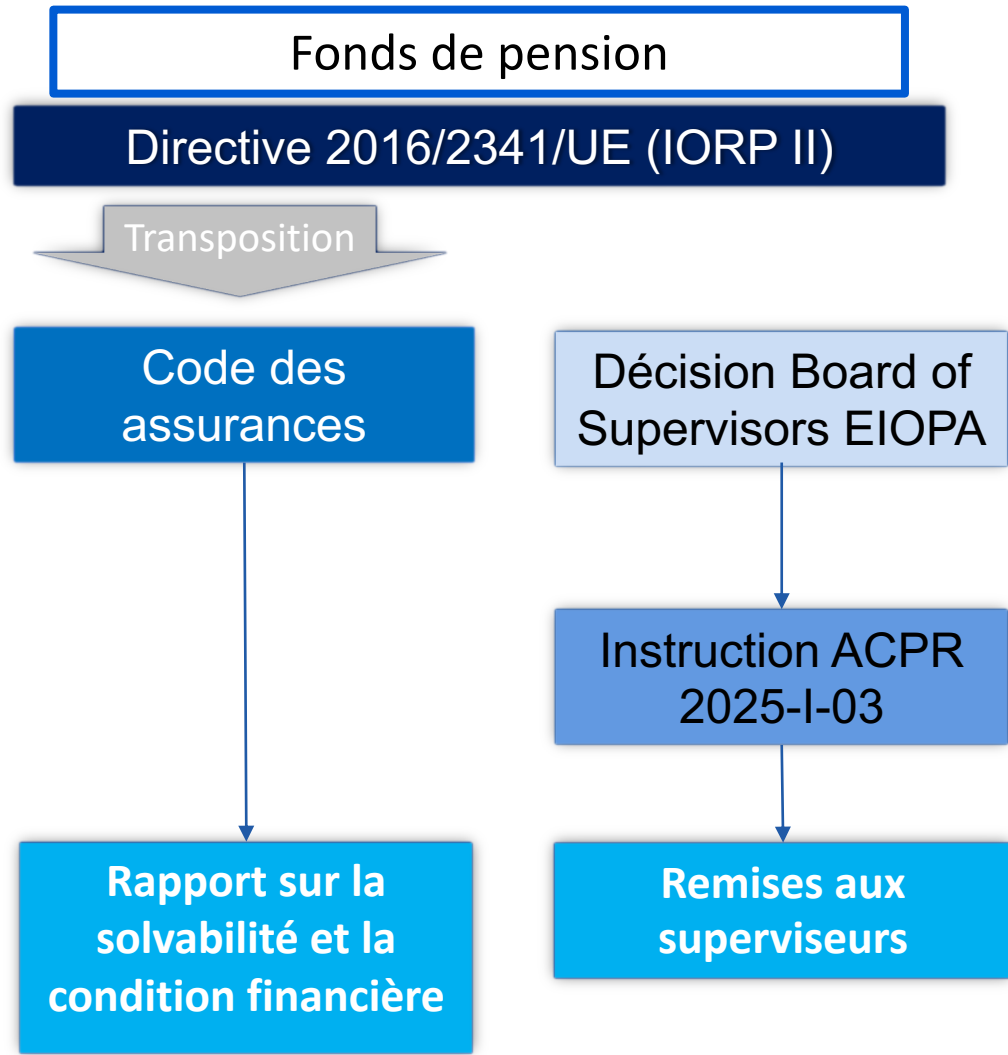 Fonds de pension
Directive 2016/2341/UE (IORP II)
Transposition
Code des
assurances
Décision Board of
Supervisors EIOPA
Instruction ACPR
2025-I-03
Rapport sur la
solvabilité et la
condition financière
Remises aux
superviseurs